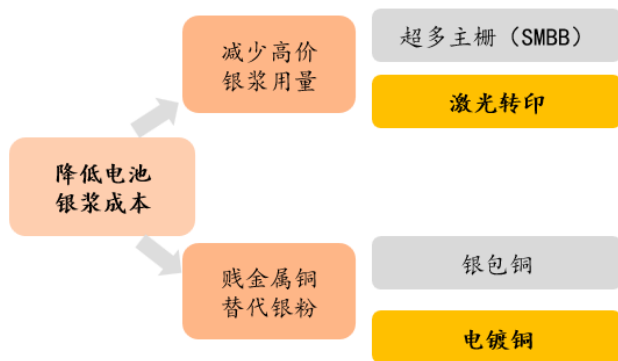 降低电池
银浆成本
减少高价
银浆用量
超多主栅（SMBB）
激光转印
贱金属铜
替代银粉
银包铜
电镀铜